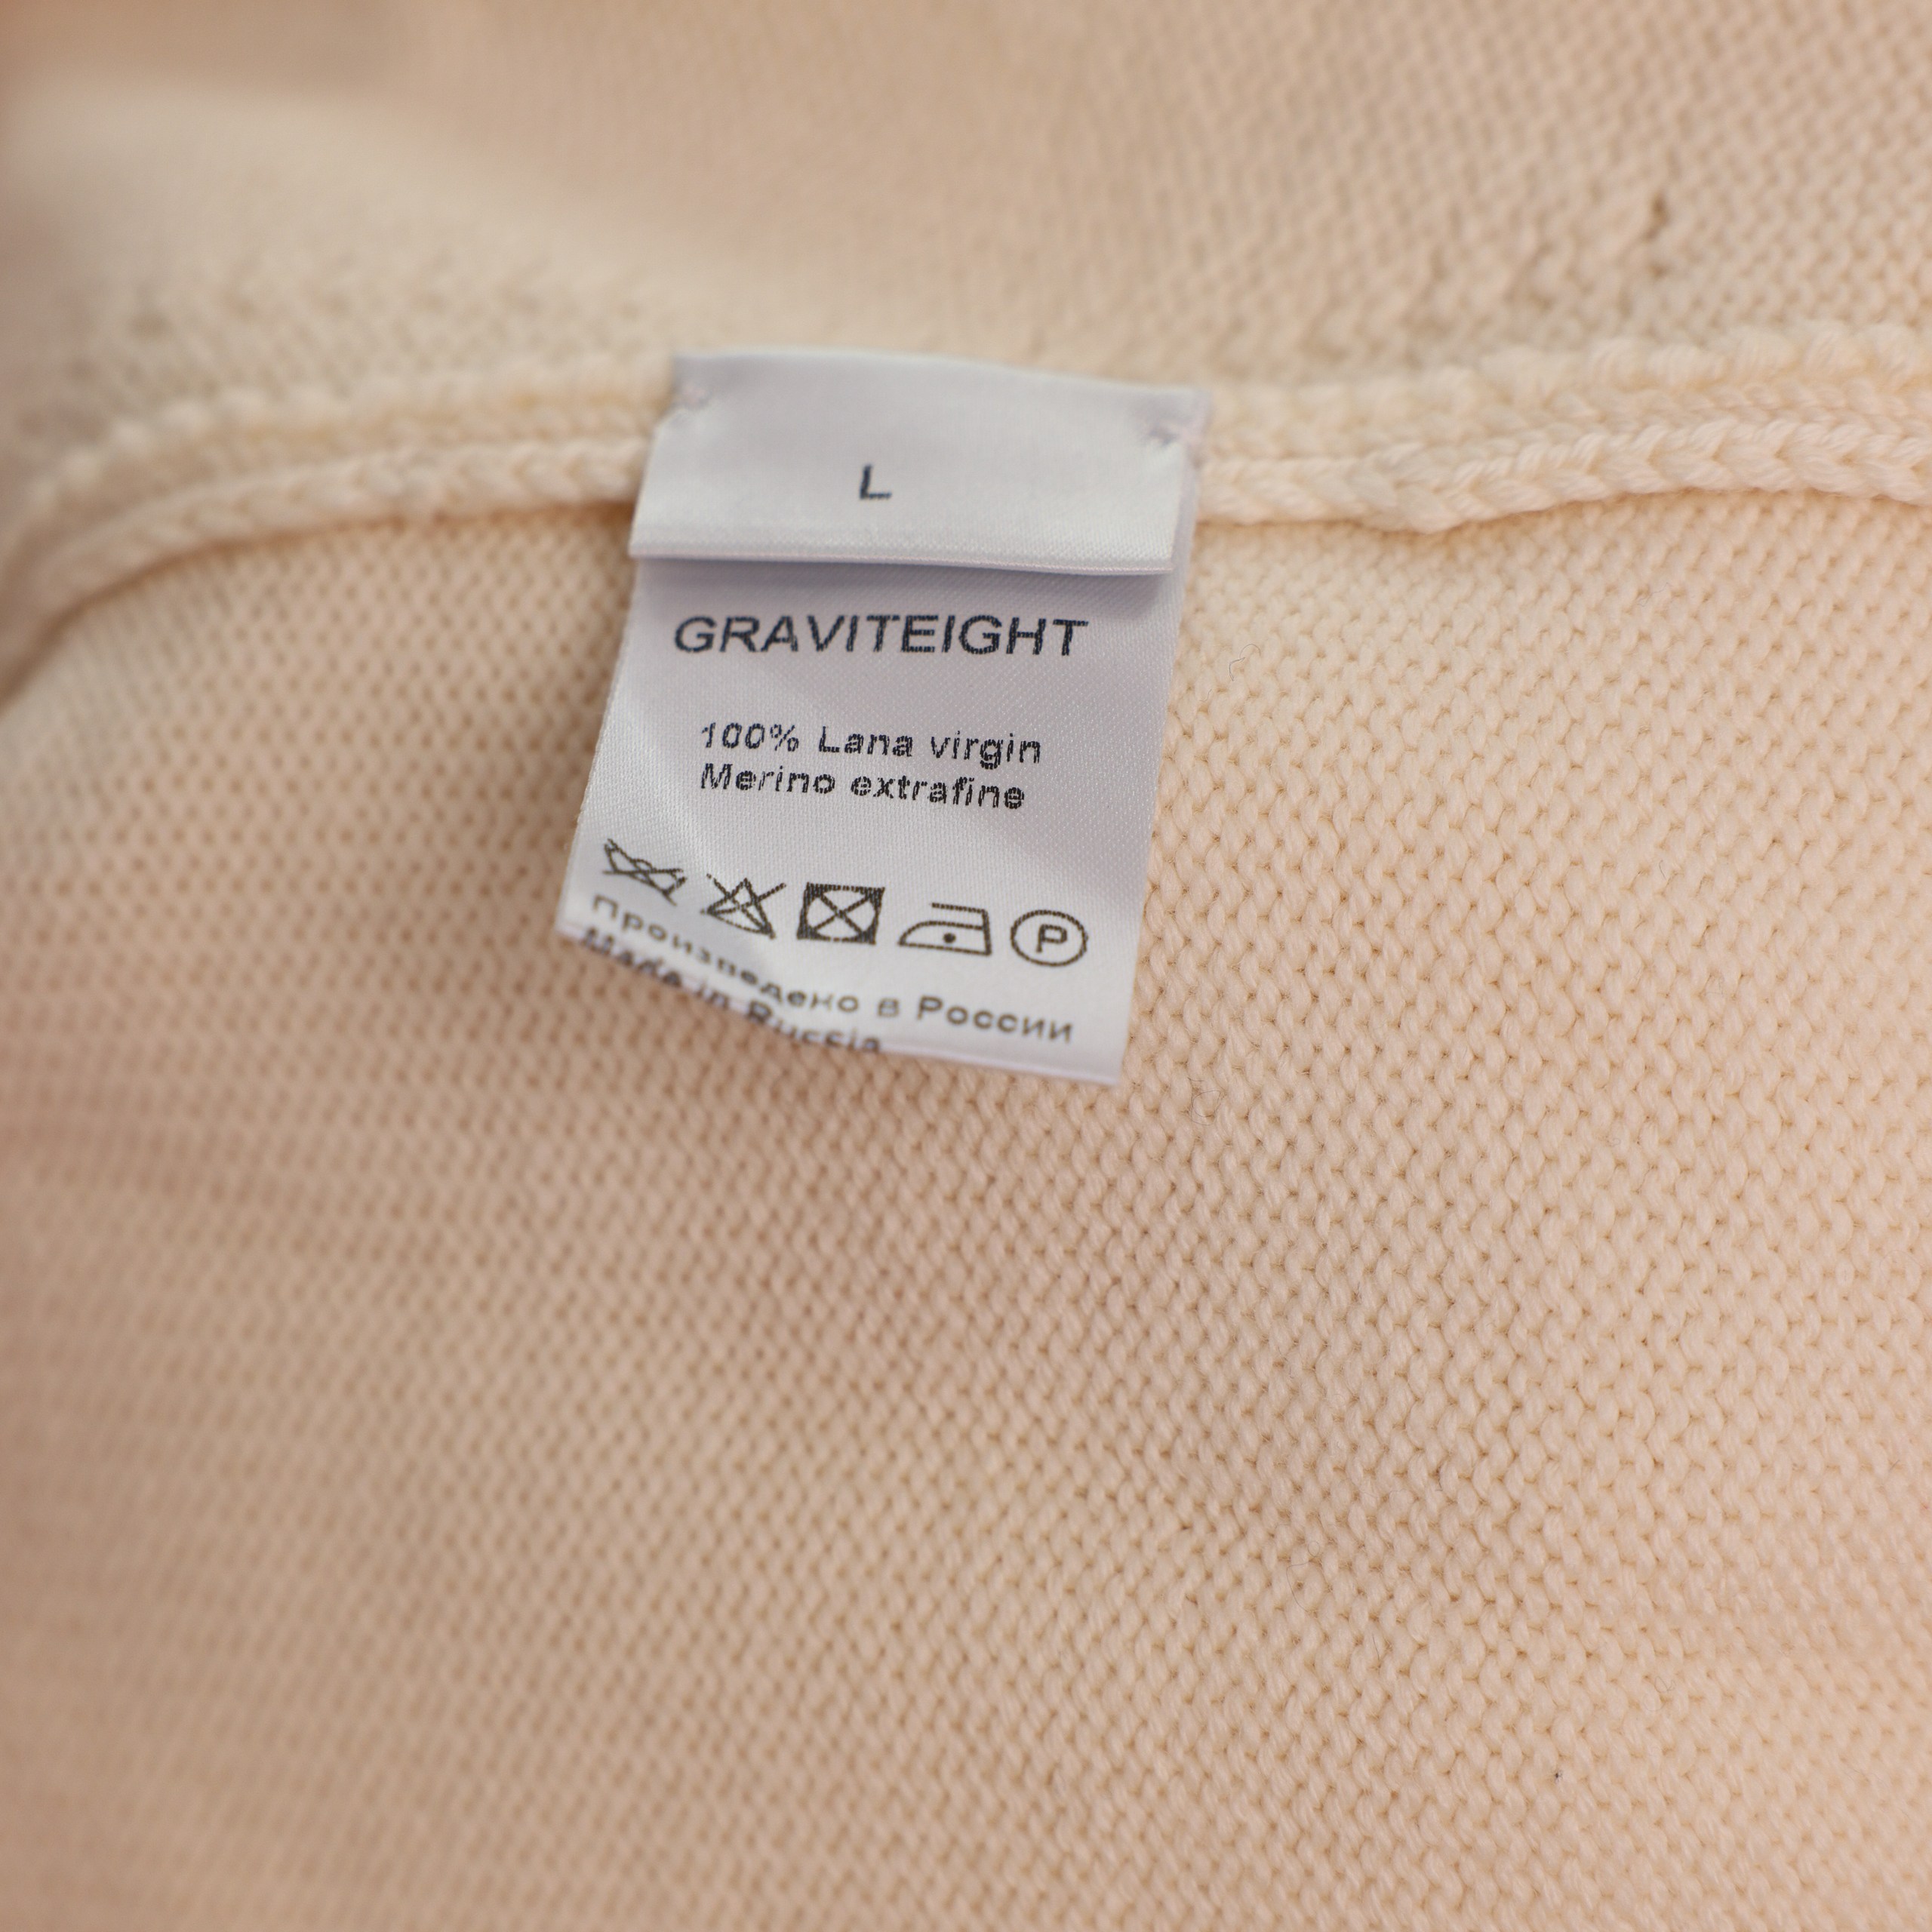 L
GRAVITEIGHT
100% Lana virgin
Merino extrafine
P
Произведено в России
Made in Russia